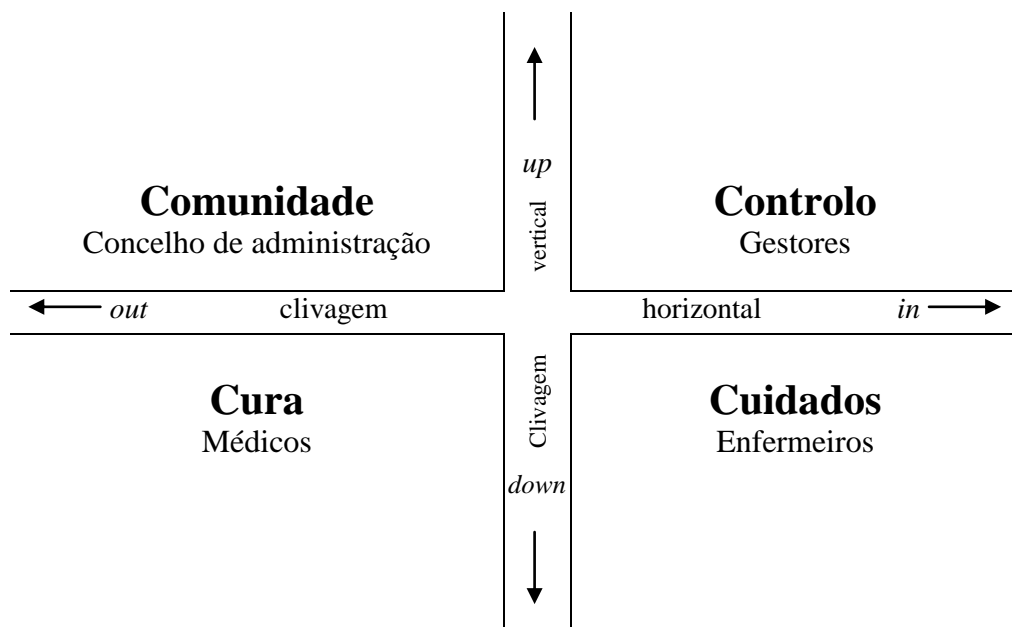 up
vertical
Comunidade
Concelho de administração
Controlo
Gestores
out
clivagem
horizontal
in
Cura
Médicos
Clivagem
down
Cuidados
Enfermeiros